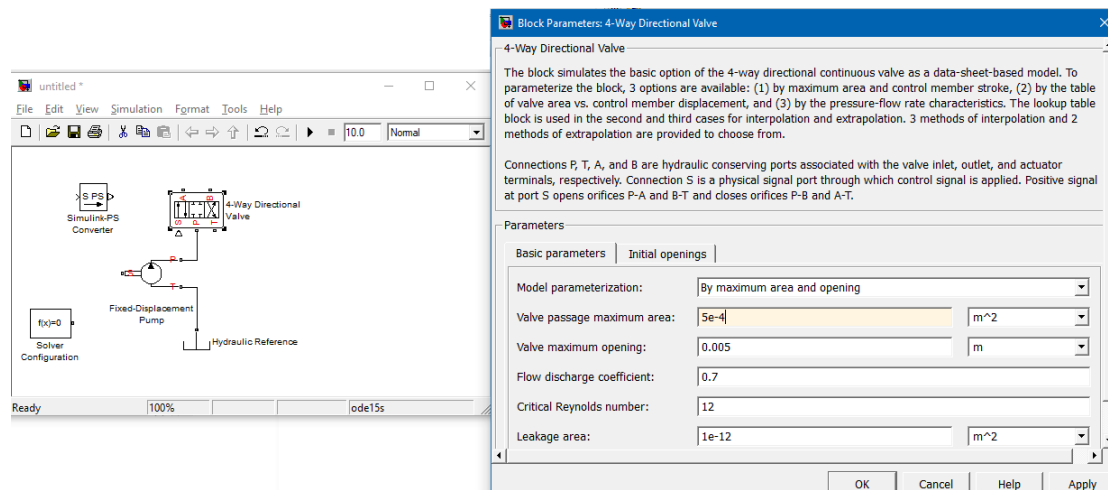 untitled *
File Edit View Simulation Format Tools Help
10.0 Normal
S PS
Simulink-PS
Converter
A B
S P T
4-Way Directional
Valve
P
S
T
Fixed-Displacement
Pump
f(x)=0
Solver
Configuration
Hydraulic Reference
Ready 100% ode15s
Block Parameters: 4-Way Directional Valve
4-Way Directional Valve
The block simulates the basic option of the 4-way directional continuous valve as a data-sheet-based model. To
parameterize the block, 3 options are available: (1) by maximum area and control member stroke, (2) by the table
of valve area vs. control member displacement, and (3) by the pressure-flow rate characteristics. The lookup table
block is used in the second and third cases for interpolation and extrapolation. 3 methods of interpolation and 2
methods of extrapolation are provided to choose from.
Connections P, T, A, and B are hydraulic conserving ports associated with the valve inlet, outlet, and actuator
terminals, respectively. Connection S is a physical signal port through which control signal is applied. Positive signal
at port S opens orifices P-A and B-T and closes orifices P-B and A-T.
Parameters
Basic parameters Initial openings
Model parameterization: By maximum area and opening
Valve passage maximum area: 5e-4 m^2
Valve maximum opening: 0.005 m
Flow discharge coefficient: 0.7
Critical Reynolds number: 12
Leakage area: 1e-12 m^2
OK Cancel Help Apply